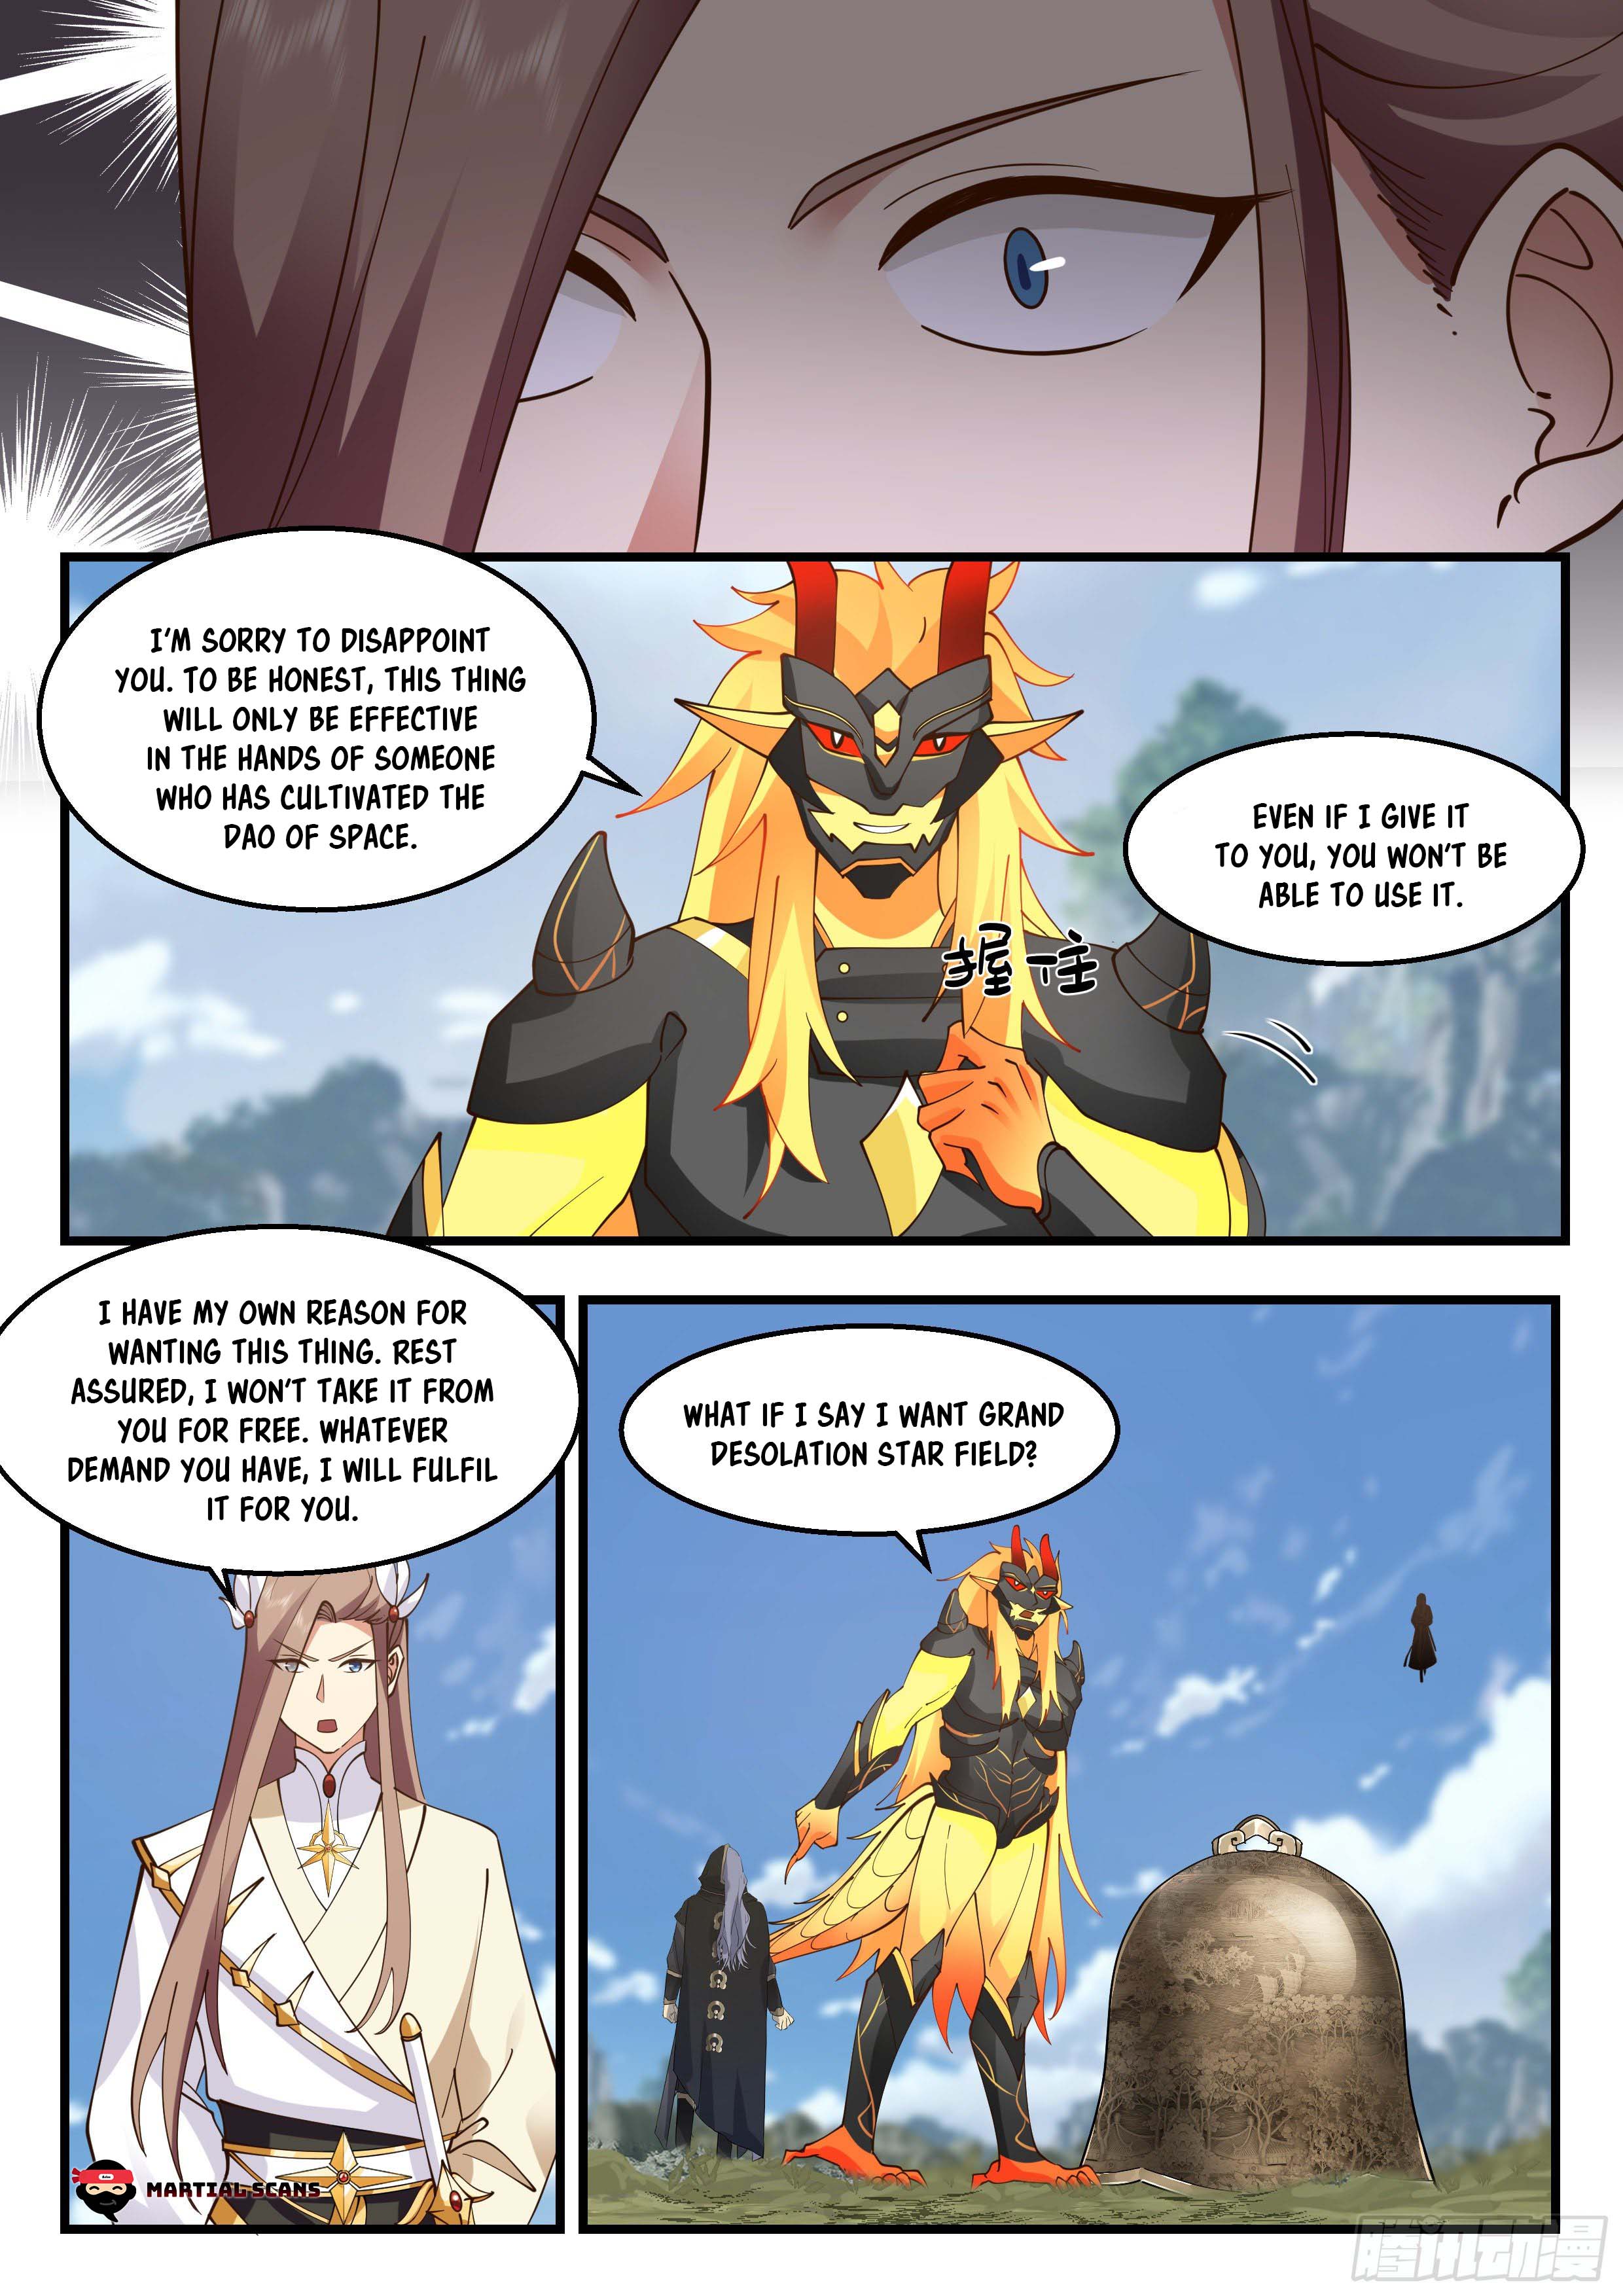 I'M SORRY TO DISAPPOINT
YOU. TO BE HONEST, THIS THING
WILL ONLY BE EFFECTIVE
IN THE HANDS OF SOMEONE
WHO HAS CULTIVATED THE
DAO OF SPACE.
EVEN IF I GIVE IT
TO YOU, YOU WON'T BE
ABLE TO USE IT.
握住
I HAVE MY OWN REASON FOR
WANTING THIS THING. REST
ASSURED, I WON'T TAKE IT FROM
YOU FOR FREE. WHATEVER
DEMAND YOU HAVE, I WILL FULFIL
IT FOR YOU.
WHAT IF I SAY I WANT GRAND
DESOLATION STAR FIELD?
MARTIAL SCANS
腾讯动漫